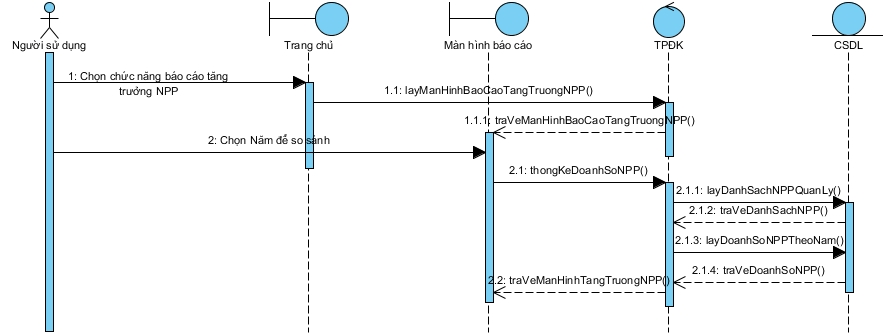 Người sử dụng
Trang chủ
Màn hình báo cáo
TPĐK
CSDL
1: Chọn chức năng báo cáo tăng
trưởng NPP
1.1: layManHinhBaoCaoTangTruongNPP()
1.1.1: traVeManHinhBaoCaoTangTruongNPP()
2: Chọn Năm để so sánh
2.1: thongKeDoanhSoNPP()
2.1.1: layDanhSachNPPQuanLy()
2.1.2: traVeDanhSachNPP()
2.1.3: layDoanhSoNPPTheoNam()
2.1.4: traVeDoanhSoNPP()
2.2: traVeManHinhTangTruongNPP()